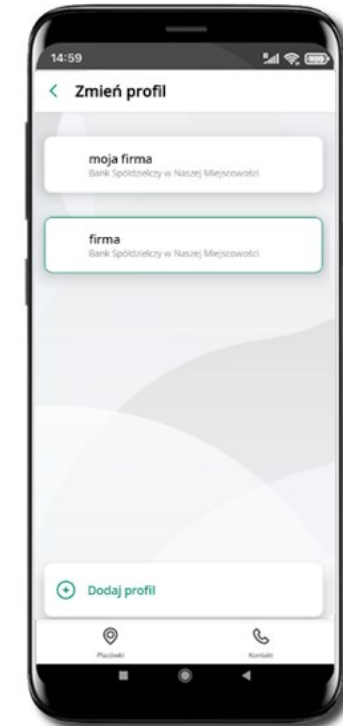 14:59
Zmień profil
moja firma
Bank Spółdzielczy w Naszej Miejscowości
firma
Bank Spółdzielczy w Naszej Miejscowości
Dodaj profil
Placówki
Kontakt